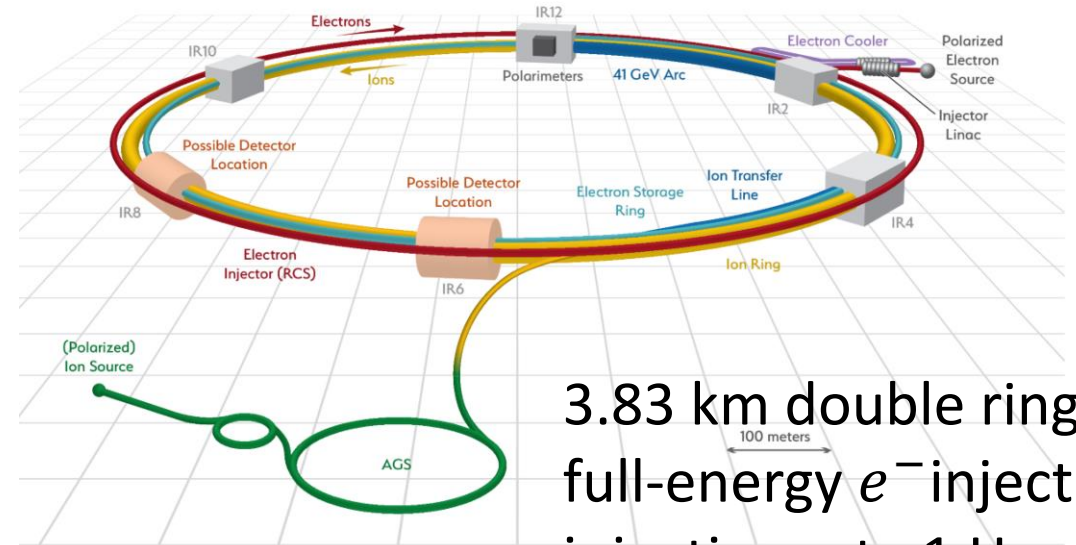 IR12
Electrons
IR10
Ions
Polarimeters
41 GeV Arc
Electron Cooler
Polarized
Electron
Source
IR2
Injector
Linac
Possible Detector
Location
IR8
Possible Detector
Location
Electron Storage
Ring
Ion Transfer
Line
IR4
Electron
Injector (RCS)
IR6
Ion Ring
(Polarized)
Ion Source
AGS
3.83 km double ring
100 meters
full-energy e⁻ inject